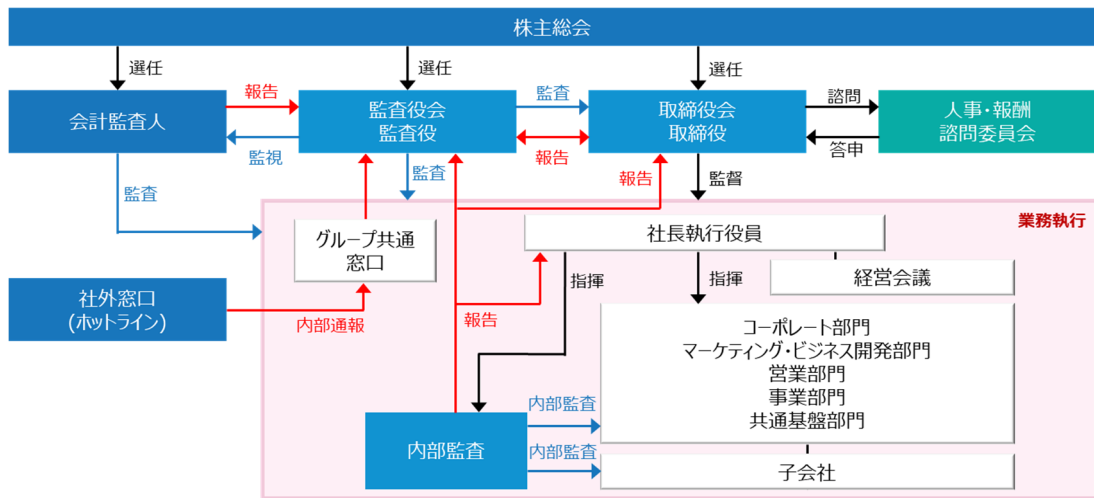 株主総会
選任
選任
選任
会計監査人
報告
監視
監査役会
監査役
監査
報告
取締役会
取締役
諮問
答申
人事・報酬
諮問委員会
監査
監査
報告
監督
業務執行
グループ共通
窓口
社長執行役員
経営会議
指揮
指揮
社外窓口
(ホットライン)
内部通報
報告
コーポレート部門
マーケティング・ビジネス開発部門
営業部門
事業部門
共通基盤部門
内部監査
内部監査
内部監査
子会社